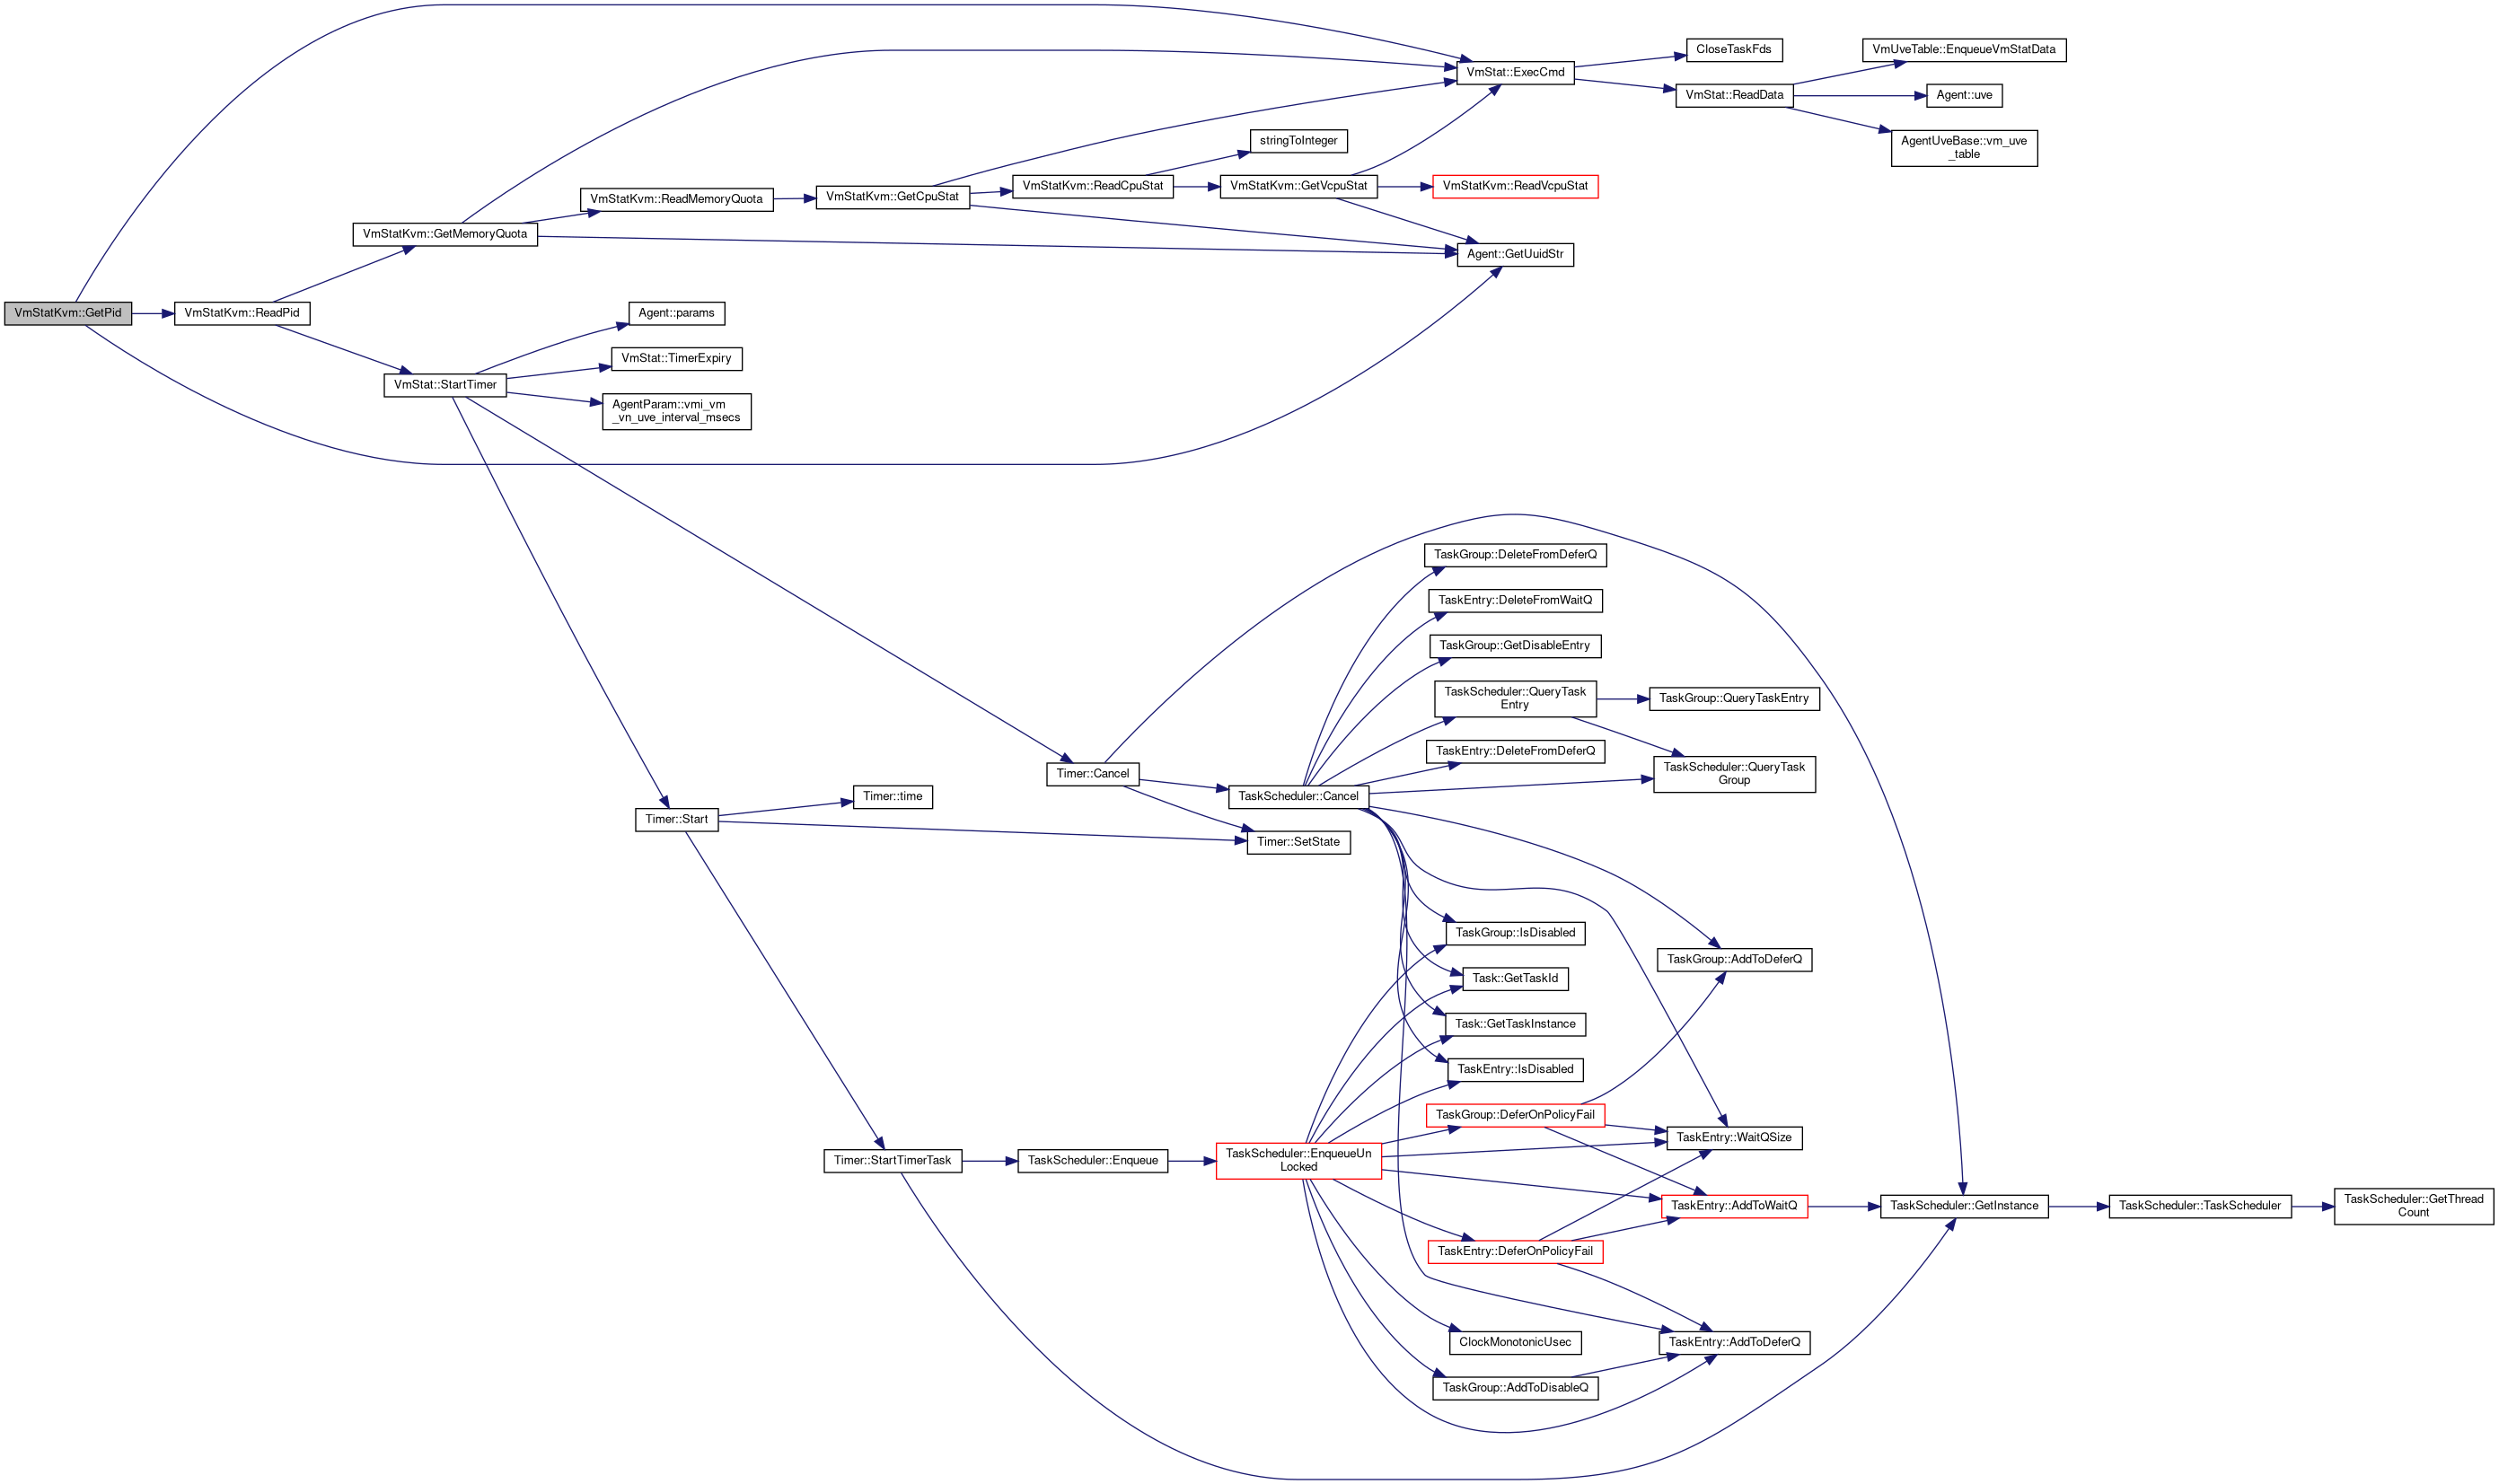 VmStatKvm::GetPid
VmStatKvm::ReadPid
VmStatKvm::GetMemoryQuota
VmStat::StartTimer
VmStatKvm::ReadMemoryQuota
Agent::params
VmStat::TimerExpiry
AgentParam::vmi_vm
_vn_uve_interval_msecs
Timer::Start
VmStatKvm::GetCpuStat
Timer::time
Timer::StartTimerTask
VmStatKvm::ReadCpuStat
Timer::Cancel
TaskScheduler::Enqueue
stringToInteger
VmStatKvm::GetVcpuStat
TaskScheduler::Cancel
Timer::SetState
TaskScheduler::EnqueueUn
Locked
VmStat::ExecCmd
VmStatKvm::ReadVcpuStat
Agent::GetUuidStr
TaskGroup::DeleteFromDeferQ
TaskEntry::DeleteFromWaitQ
TaskGroup::GetDisableEntry
TaskScheduler::QueryTask
Entry
TaskEntry::DeleteFromDeferQ
TaskGroup::IsDisabled
Task::GetTaskId
Task::GetTaskInstance
TaskEntry::IsDisabled
TaskGroup::DeferOnPolicyFail
TaskEntry::DeferOnPolicyFail
ClockMonotonicUsec
TaskGroup::AddToDisableQ
CloseTaskFds
VmStat::ReadData
TaskGroup::QueryTaskEntry
TaskScheduler::QueryTask
Group
TaskGroup::AddToDeferQ
TaskEntry::WaitQSize
TaskEntry::AddToWaitQ
TaskEntry::AddToDeferQ
VmUveTable::EnqueueVmStatData
Agent::uve
AgentUveBase::vm_uve
_table
TaskScheduler::GetInstance
TaskScheduler::TaskScheduler
TaskScheduler::GetThread
Count